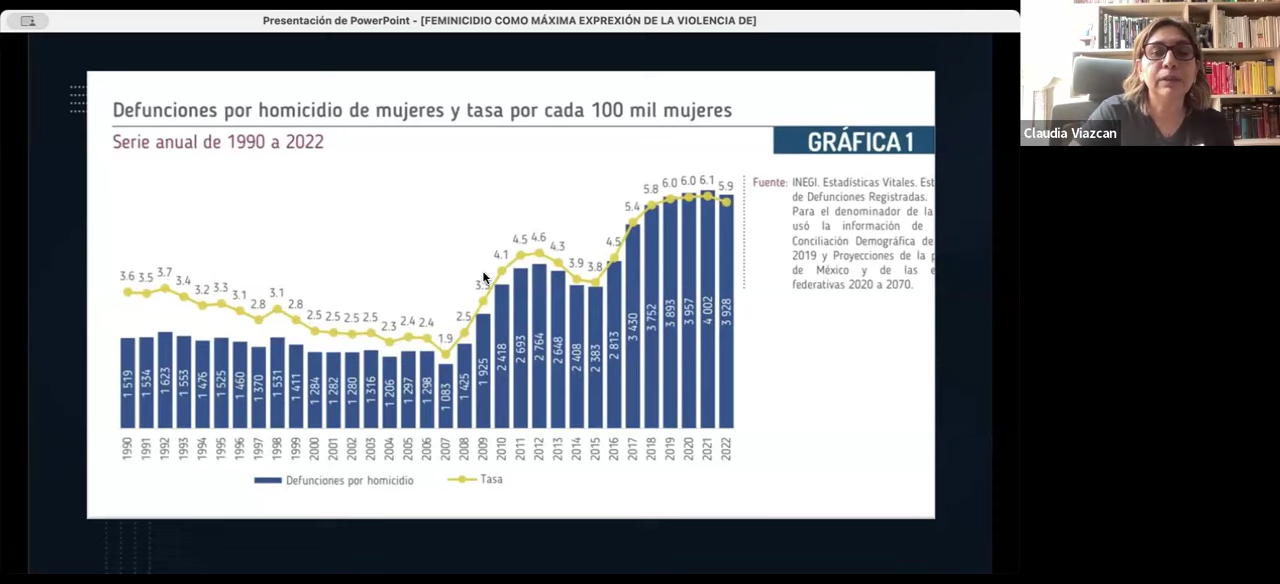 Presentación de PowerPoint - [FEMINICIDIO COMO MÁXIMA EXPREXIÓN DE LA VIOLENCIA DE]
Claudia Viazcan
Defunciones por homicidio de mujeres y tasa por cada 100 mil mujeres
Serie anual de 1990 a 2022
GRÁFICA 1
Fuente: INEGI. Estadísticas Vitales. Est
de Defunciones Registradas.
Para el denominador de la
usó la información de
Conciliación Demográfica de
2019 y Proyecciones de la p
de México y de las e
federativas 2020 a 2070.
3.6 3.5 3.7 3.4 3.2 3.3 3.1 2.8 3.1 2.8 2.5 2.5 2.5 2.5 2.3 2.4 2.4 1.9 2.5 4.1 4.5 4.6 4.3 3.9 3.8 4.5 5.4 5.8 6.0 6.0 6.1 5.9
1 519 1 534 1 623 1 553 1 476 1 525 1 460 1 370 1 531 1 411 1 284 1 282 1 280 1 316 1 206 1 297 1 298 1 083 1 425 1 925 2 418 2 693 2 764 2 648 2 408 2 383 2 813 3 430 3 752 3 893 3 957 4 002 3 928
1990 1991 1992 1993 1994 1995 1996 1997 1998 1999 2000 2001 2002 2003 2004 2005 2006 2007 2008 2009 2010 2011 2012 2013 2014 2015 2016 2017 2018 2019 2020 2021 2022
Defunciones por homicidio Tasa